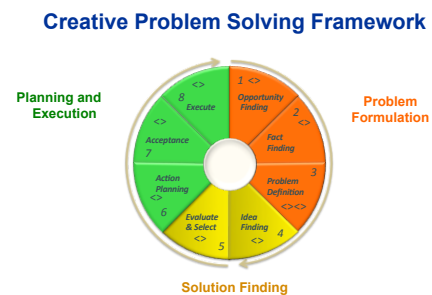 Creative Problem Solving Framework
Planning and
Execution
Problem
Formulation
Solution Finding
1 <>
Opportunity
Finding
2
<>
Fact
Finding
3
Problem
Definition
<><>
Idea
Finding
4
<>
Evaluate
& Select
<>
5
Action
Planning
<>
6
<>
Acceptance
7
<>
8
Execute